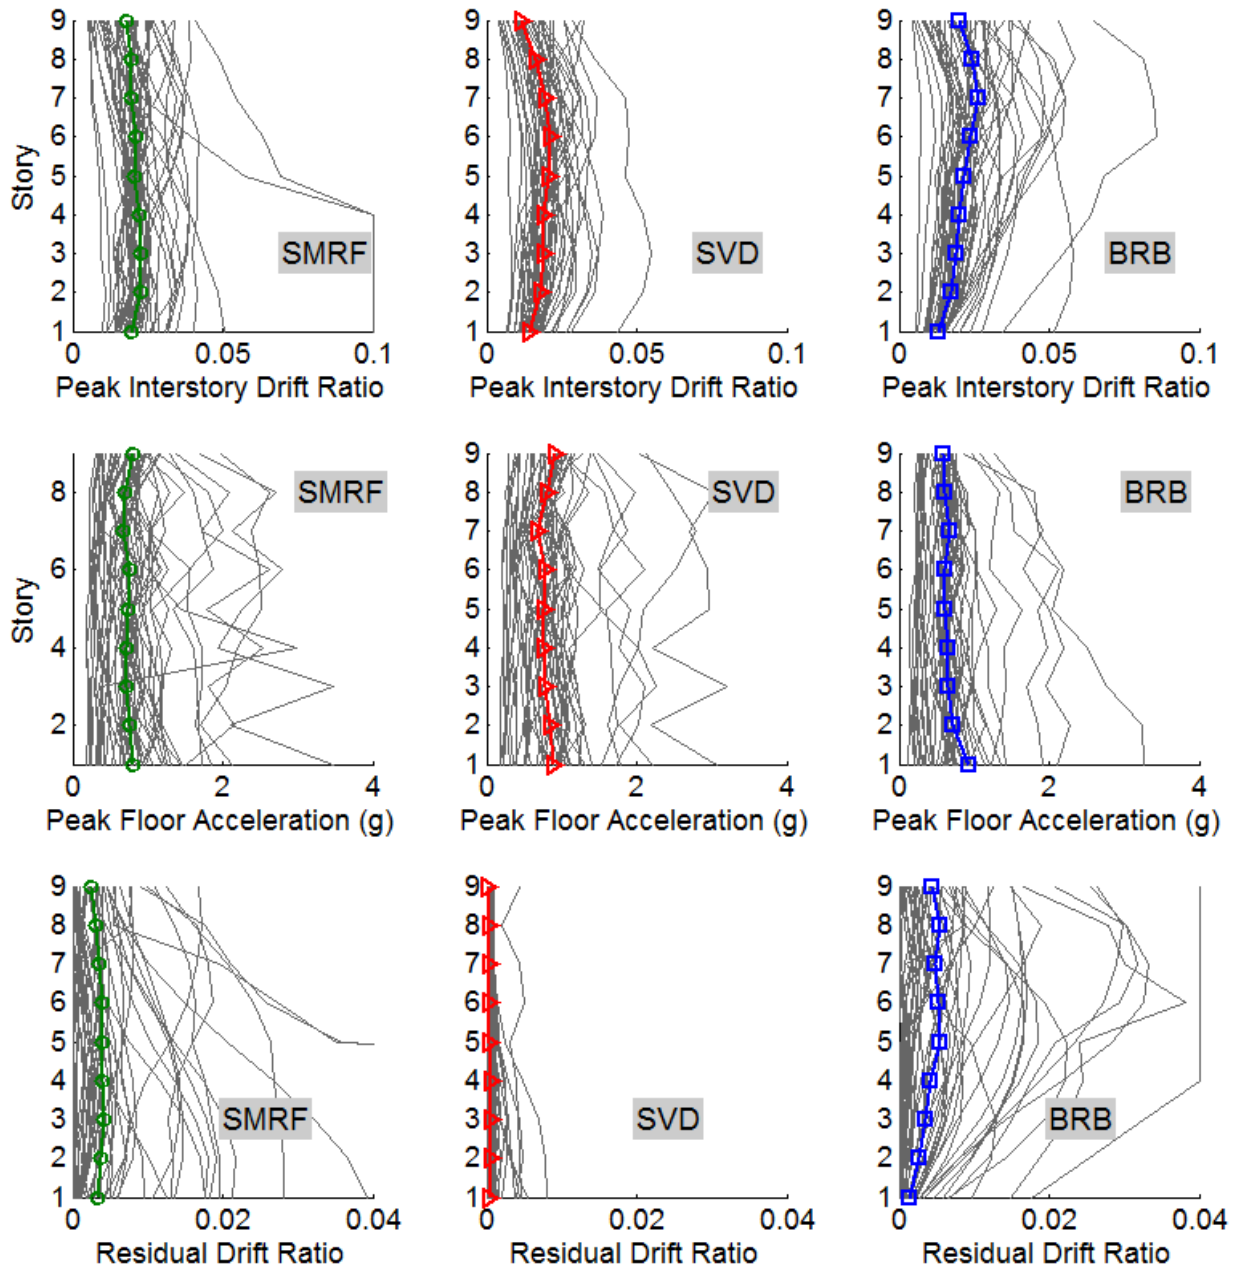 9
8
7
6
5
4
3
2
1
Story
SMRF
0 0.05 0.1
Peak Interstory Drift Ratio
9
8
7
6
5
4
3
2
1
SVD
0 0.05 0.1
Peak Interstory Drift Ratio
9
8
7
6
5
4
3
2
1
BRB
0 0.05 0.1
Peak Interstory Drift Ratio
9
8
7
6
5
4
3
2
1
Story
SMRF
0 2 4
Peak Floor Acceleration (g)
9
8
7
6
5
4
3
2
1
SVD
0 2 4
Peak Floor Acceleration (g)
9
8
7
6
5
4
3
2
1
BRB
0 2 4
Peak Floor Acceleration (g)
9
8
7
6
5
4
3
2
1
SMRF
0 0.02 0.04
Residual Drift Ratio
9
8
7
6
5
4
3
2
1
SVD
0 0.02 0.04
Residual Drift Ratio
9
8
7
6
5
4
3
2
1
BRB
0 0.02 0.04
Residual Drift Ratio